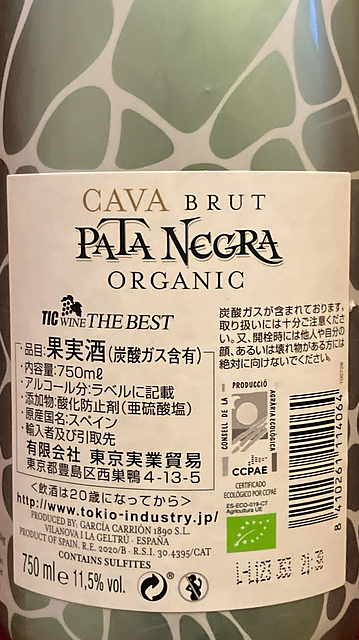 CAVA BRUT
PATA NEGRA
ORGANIC
TIC WINE THE BEST
品目:果実酒(炭酸ガス含有)
内容量:750mℓ
アルコール分:ラベルに記載
添加物:酸化防止剤(亜硫酸塩)
原産国名:スペイン
輸入者及び引取先
有限会社 東京実業貿易
東京都豊島区西巣鴨4-13-5
＜飲酒は20歳になってから＞
http://www.tokio-industry.jp/
PRODUCED BY: GARCÍA CARRIÓN 1890 S.L.
VILANOVA I LA GELTRÚ · ESPAÑA
PRODUCT OF SPAIN. R.E. 2020/B · R.S.I. 30.4395/CAT
CONTAINS SULFITES
750 ml e 11,5% vol.
炭酸ガスが含まれております。
取り扱いには十分ご注意くださ
い。又、開栓時には他人や自分の
顔、あるいは壊れ物がある方には
絶対に向けないでください。
CONSELL DE LA PRODUCCIÓ AGRÀRIA ECOLÒGICA
CCPAE
CERTIFICADO
ECOLÓGICO POR CCPAE
ES-ECO-019-CT
Agricultura UE
8 410261 114064